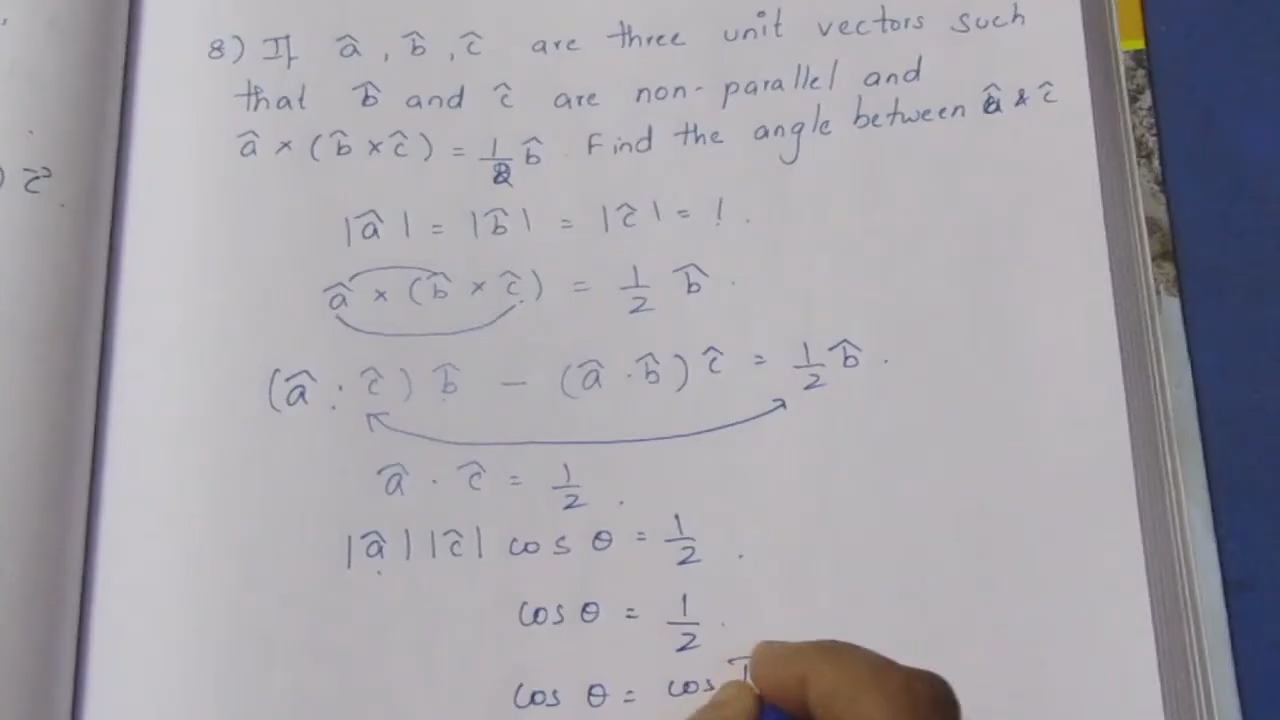 ) c̄
8) If â, b̂, ĉ are three unit vectors such
that b̂ and ĉ are non-parallel and
â × (b̂ × ĉ) = 1/2 b̂. Find the angle between â & ĉ
|â| = |b̂| = |ĉ| = 1.
â × (b̂ × ĉ) = 1/2 b̂.
(â · ĉ) b̂ - (â · b̂) ĉ = 1/2 b̂.
â · ĉ = 1/2.
|â| |ĉ| cos θ = 1/2.
cos θ = 1/2.
cos θ = cos